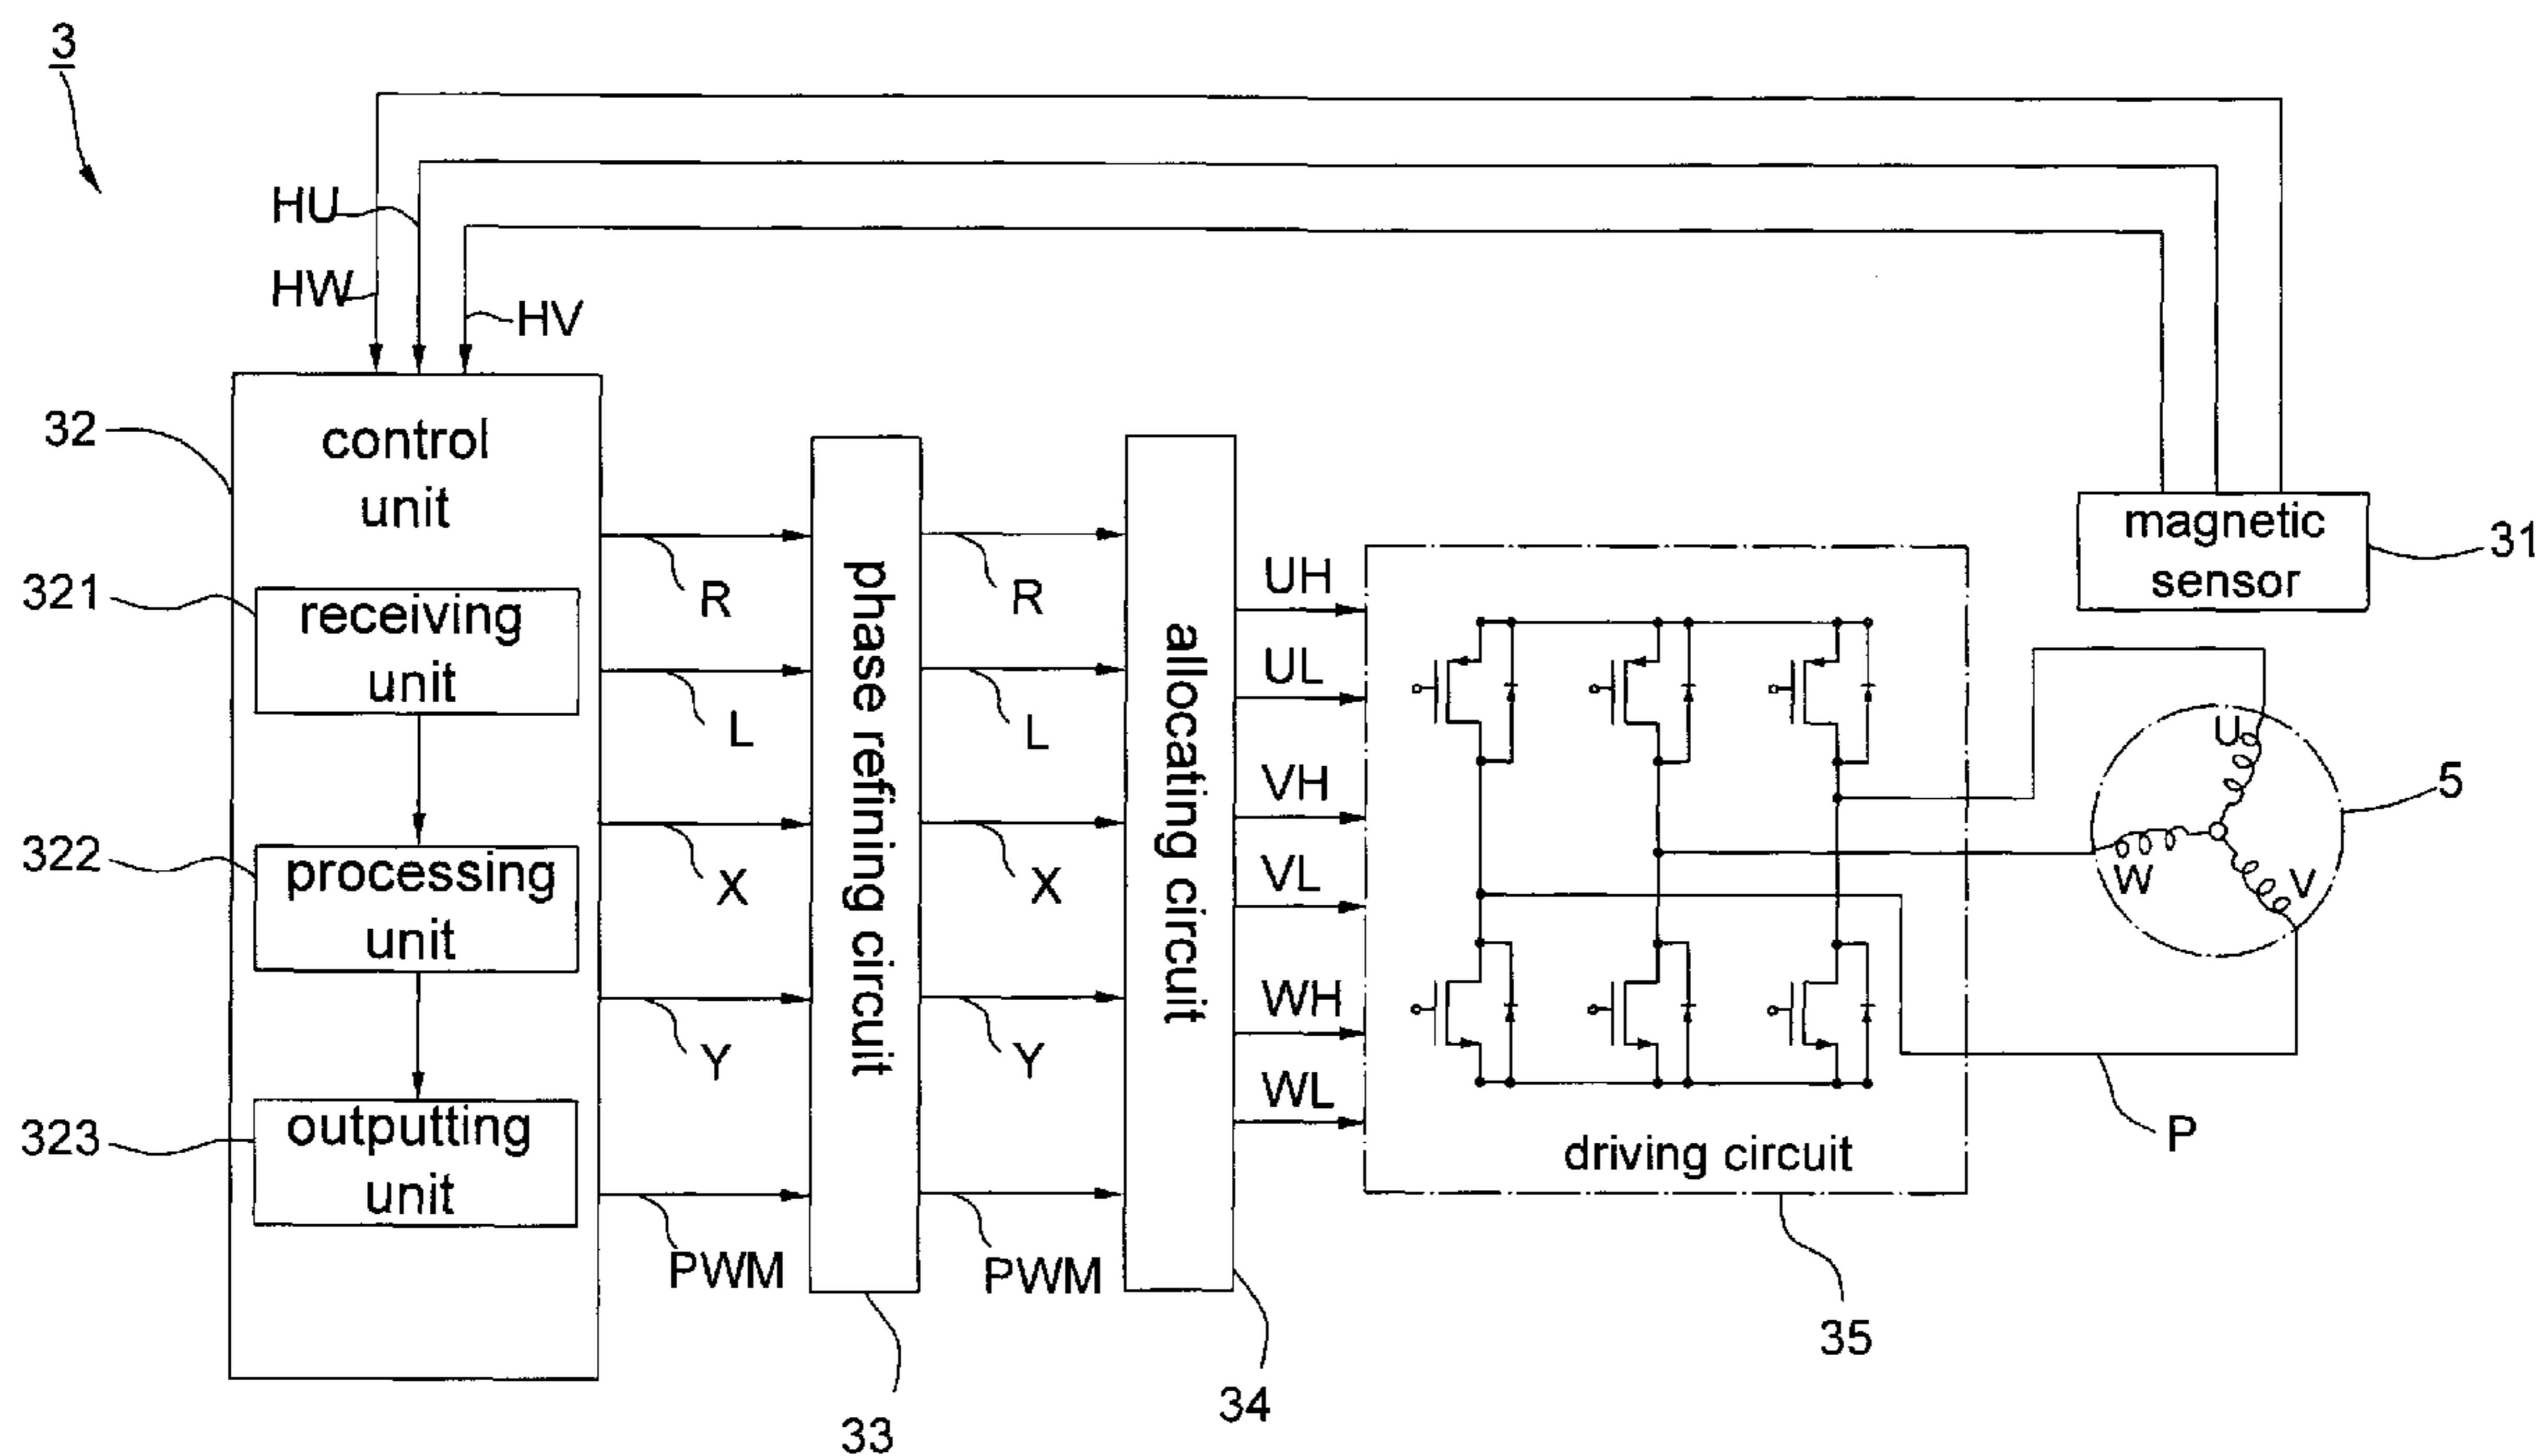 3
HU
HW
HV
32
control
unit
321
receiving
unit
322
processing
unit
323
outputting
unit
R
L
X
Y
PWM
phase refining circuit
33
R
L
X
Y
PWM
allocating circuit
34
UH
UL
VH
VL
WH
WL
driving circuit
35
magnetic
sensor
31
U
W
V
5
P